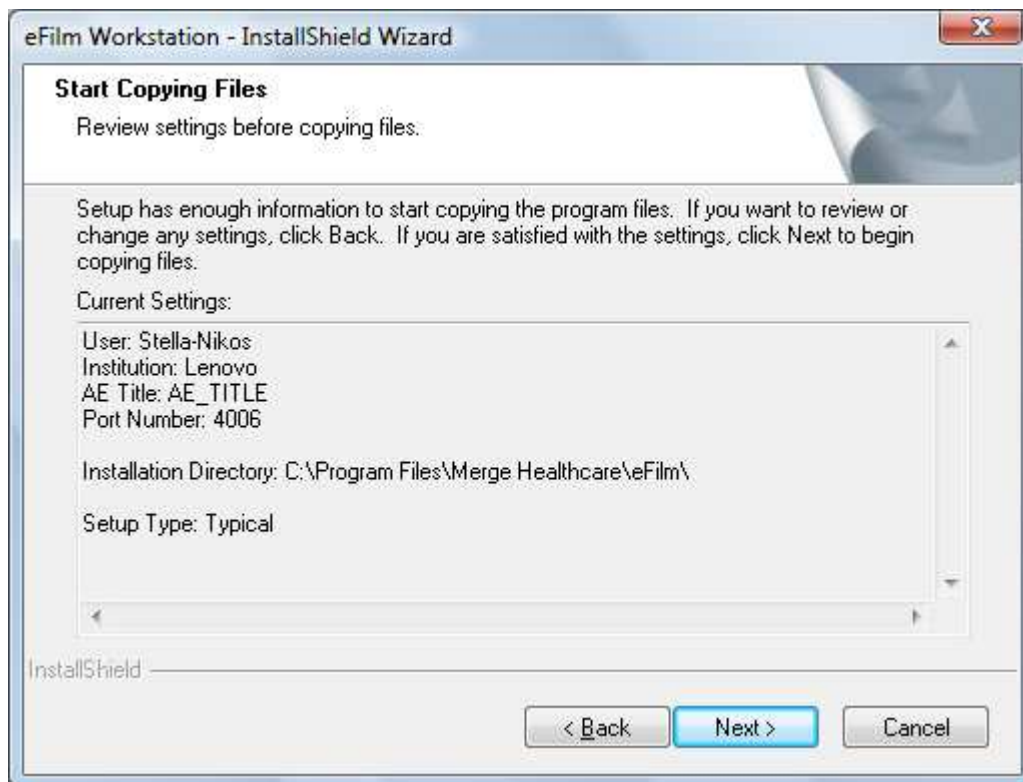 eFilm Workstation - InstallShield Wizard
Start Copying Files
Review settings before copying files.
Setup has enough information to start copying the program files.  If you want to review or
change any settings, click Back.  If you are satisfied with the settings, click Next to begin
copying files.
Current Settings:
User: Stella-Nikos
Institution: Lenovo
AE Title: AE_TITLE
Port Number: 4006
Installation Directory: C:\Program Files\Merge Healthcare\eFilm\
Setup Type: Typical
InstallShield
< Back
Next >
Cancel